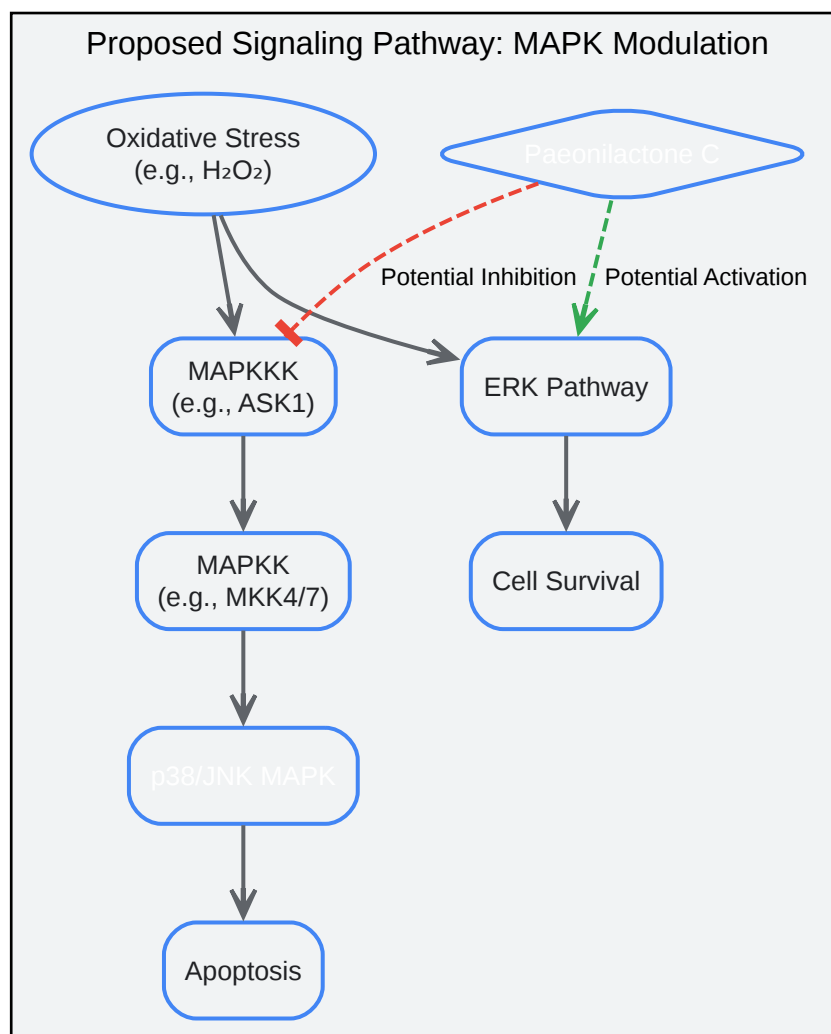 Proposed Signaling Pathway: MAPK Modulation
Oxidative Stress
(e.g., H₂O₂)
Paeonilactone C
Potential Inhibition
Potential Activation
MAPKKK
(e.g., ASK1)
ERK Pathway
MAPKK
(e.g., MKK4/7)
Cell Survival
p38/JNK MAPK
Apoptosis